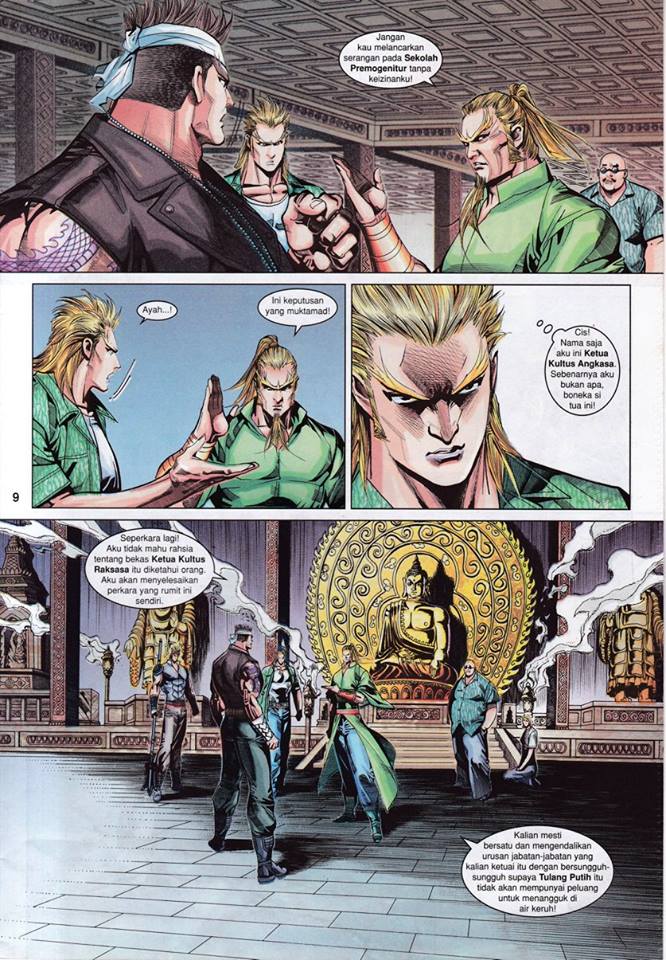 Jangan
kau melancarkan
serangan pada Sekolah
Premogenitur tanpa
keizinanku!
Ayah...!
Ini keputusan
yang muktamad!
Cis!
Nama saja
aku ini Ketua
Kultus Angkasa.
Sebenarnya aku
bukan apa,
boneka si
tua ini!
9
Seperkara lagi!
Aku tidak mahu rahsia
tentang bekas Ketua Kultus
Raksasa itu diketahui orang.
Aku akan menyelesaikan
perkara yang rumit ini
sendiri.
Kalian mesti
bersatu dan mengendalikan
urusan jabatan-jabatan yang
kalian ketuai itu dengan bersungguh-
sungguh supaya Tulang Putih itu
tidak akan mempunyai peluang
untuk menangguk di
air keruh!